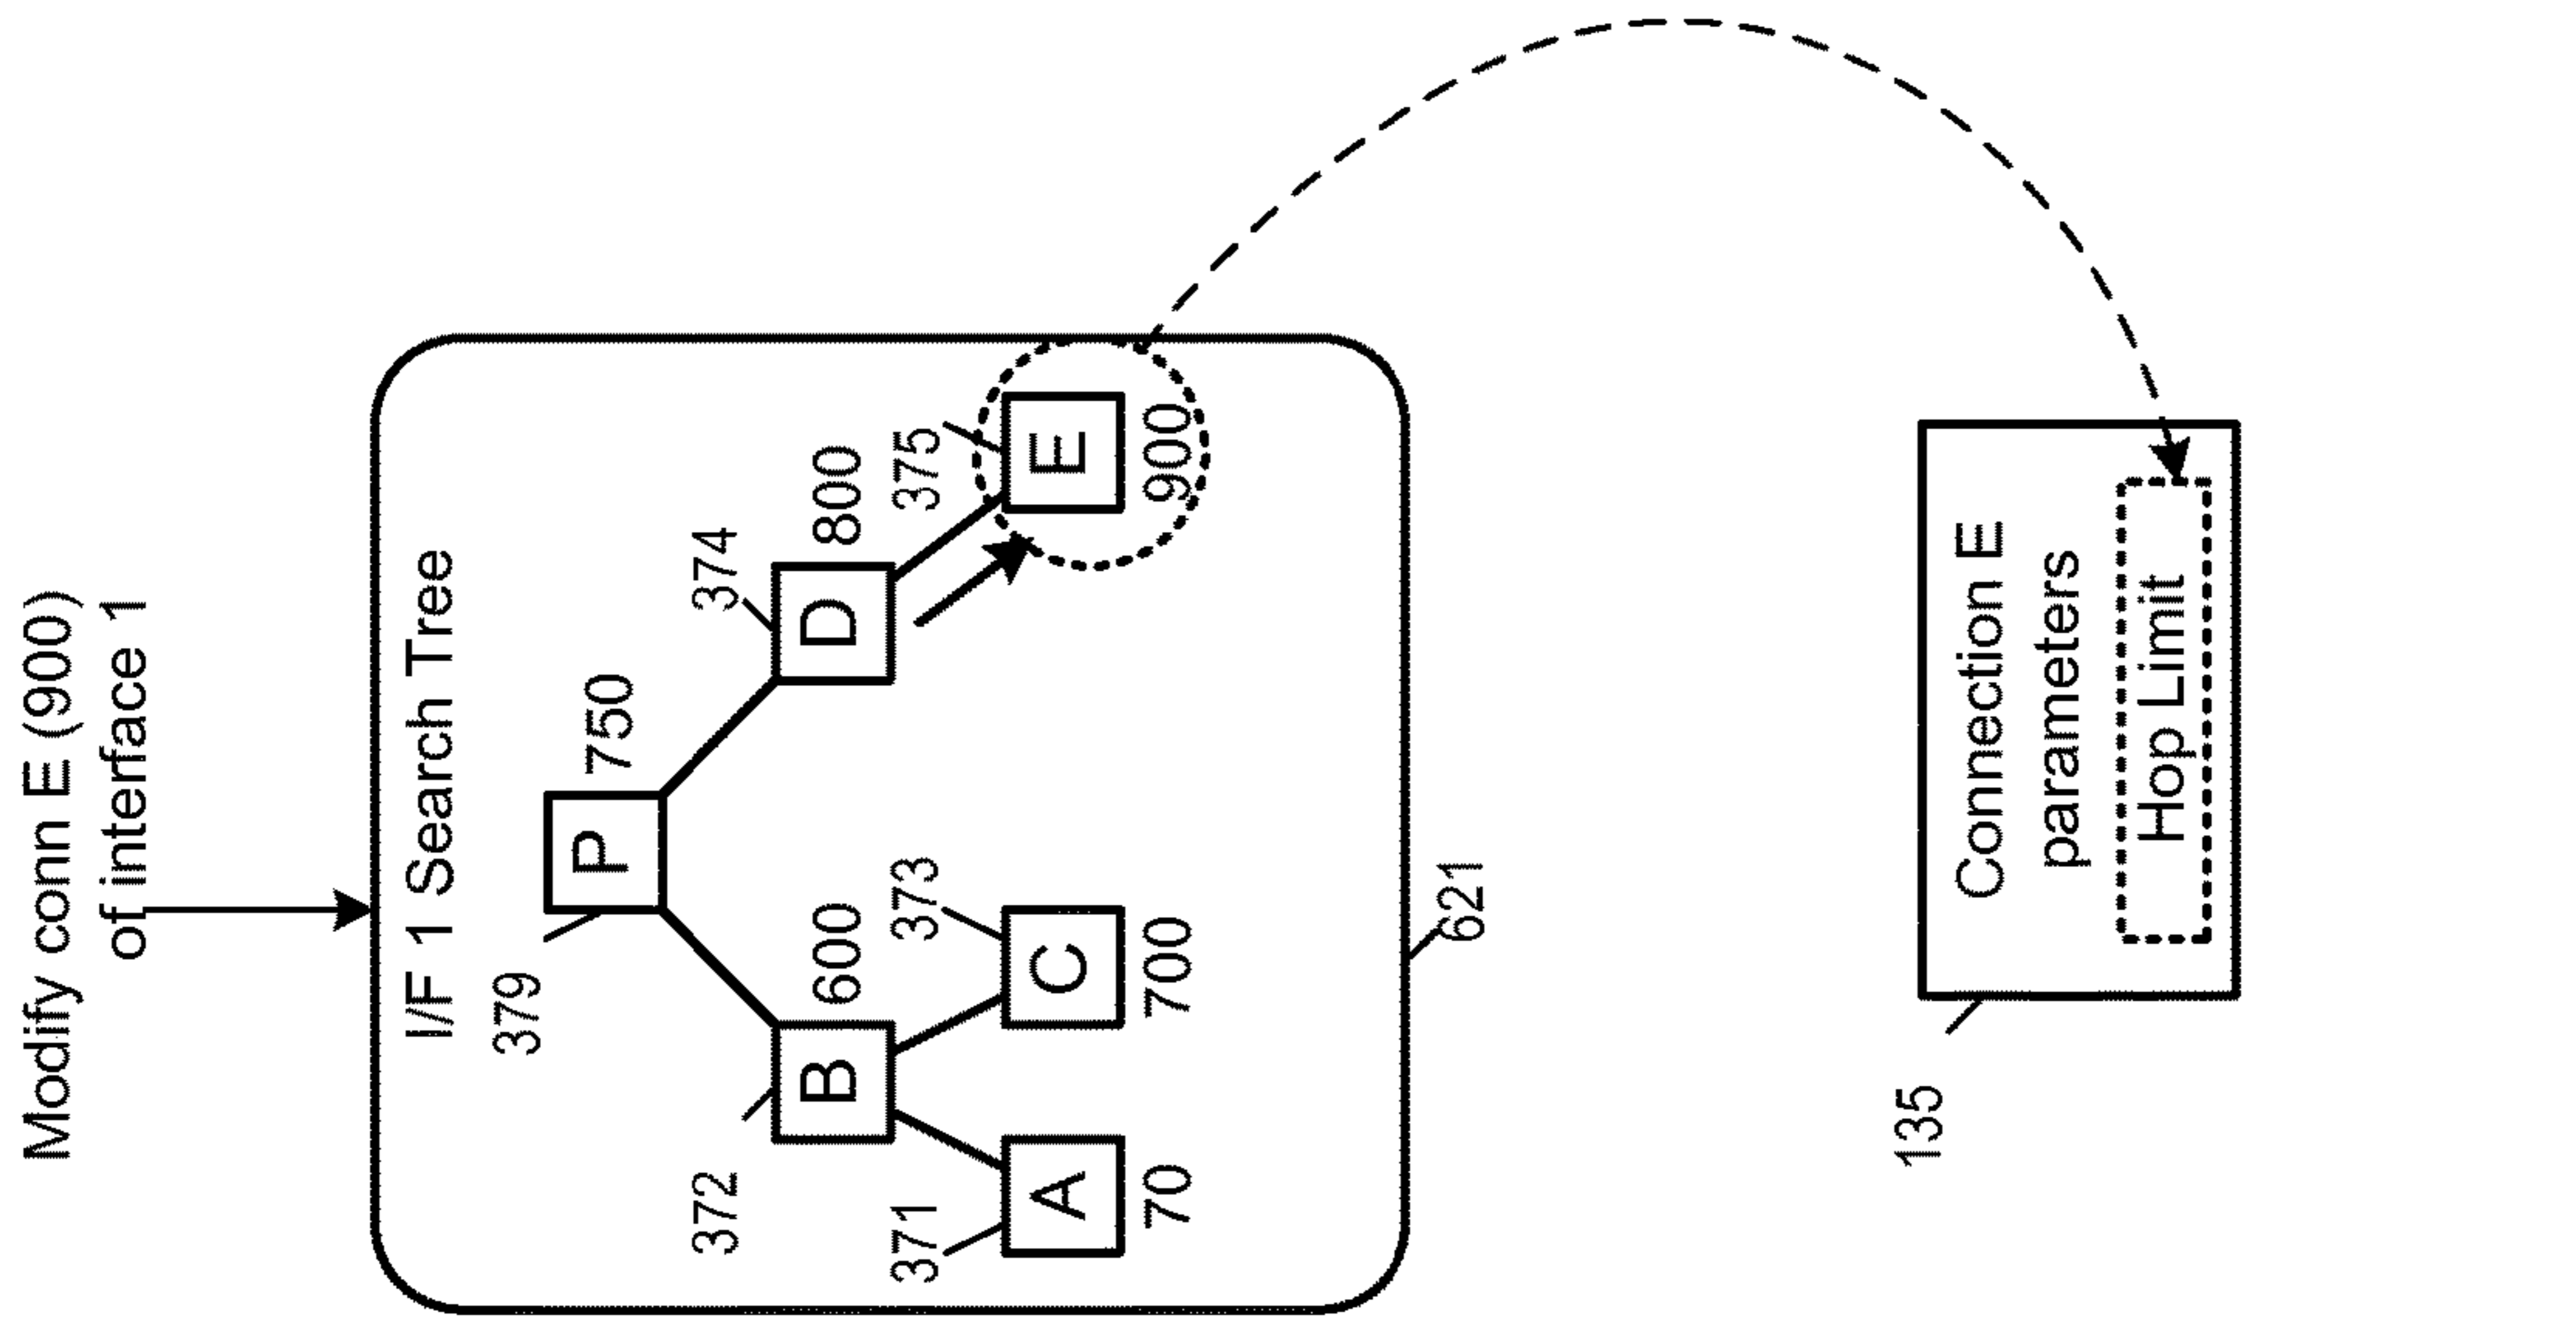 Modify conn E (900)
of interface 1
I/F 1 Search Tree
379
P
750
372
B
600
374
D
800
371
A
70
373
C
700
375
E
900
621
135
Connection E
parameters
Hop Limit